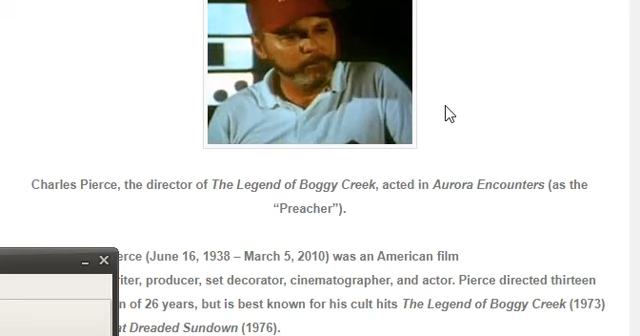 Charles Pierce, the director of The Legend of Boggy Creek, acted in Aurora Encounters (as the
“Preacher”).
(June 16, 1938 – March 5, 2010) was an American film
producer, set decorator, cinematographer, and actor. Pierce directed thirteen
of 26 years, but is best known for his cult hits The Legend of Boggy Creek (1973)
Dreaded Sundown (1976).